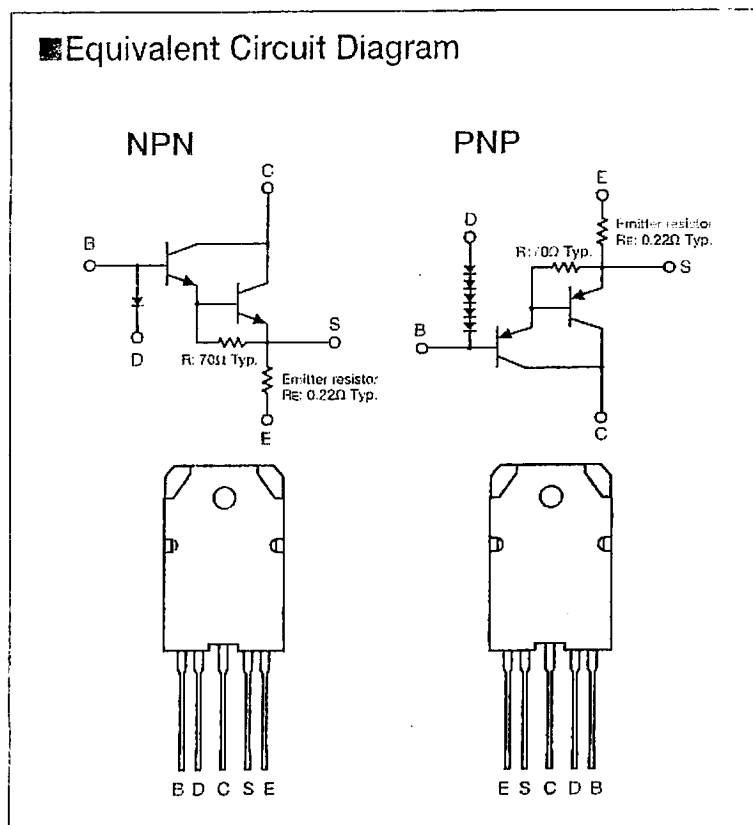 ■Equivalent Circuit Diagram
NPN
C
B
D
S
R: 70Ω Typ.
Emitter resistor
RE: 0.22Ω Typ.
E
PNP
E
D
Emitter resistor
RE: 0.22Ω Typ.
R: 70Ω Typ.
S
B
C
B D C S E
E S C D B